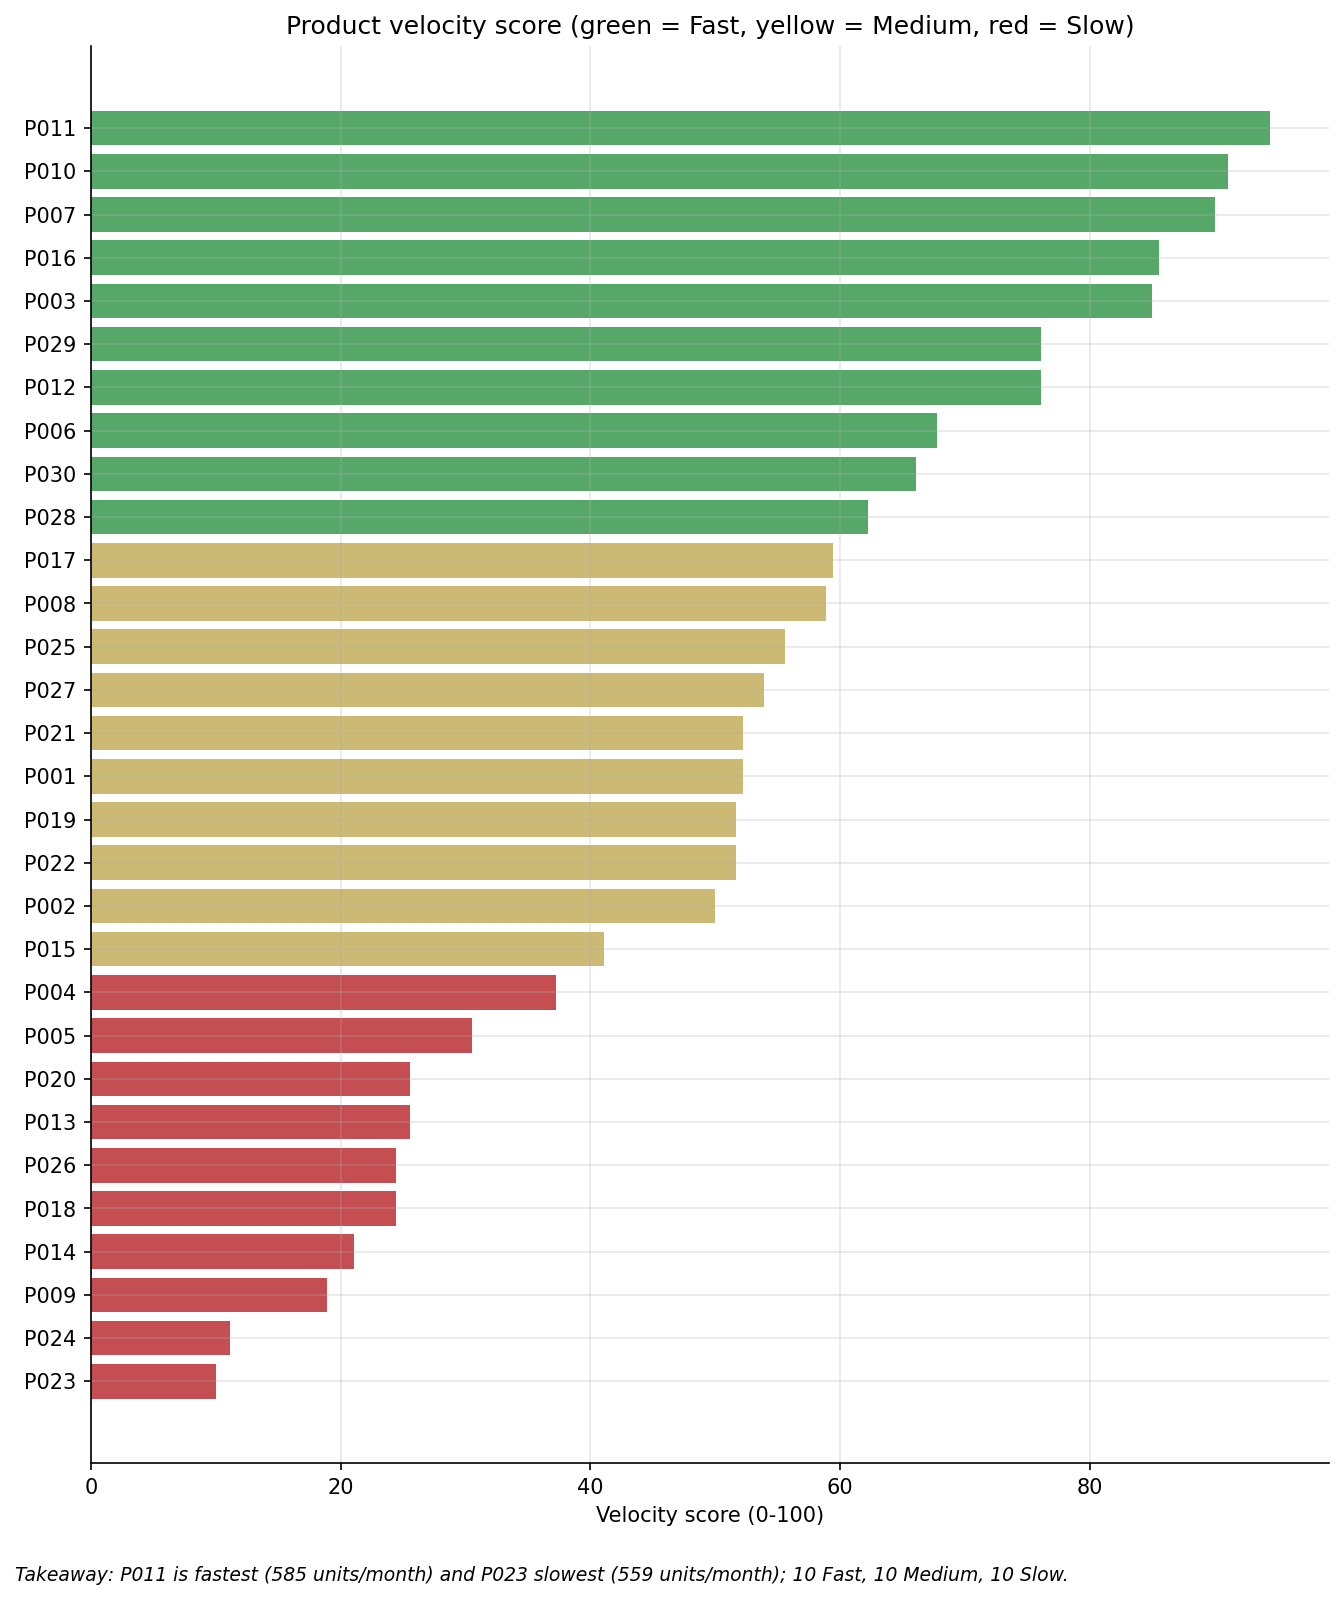 Product velocity score (green = Fast, yellow = Medium, red = Slow)
P011
P010
P007
P016
P003
P029
P012
P006
P030
P028
P017
P008
P025
P027
P021
P001
P019
P022
P002
P015
P004
P005
P020
P013
P026
P018
P014
P009
P024
P023
0 20 40 60 80
Velocity score (0-100)
Takeaway: P011 is fastest (585 units/month) and P023 slowest (559 units/month); 10 Fast, 10 Medium, 10 Slow.